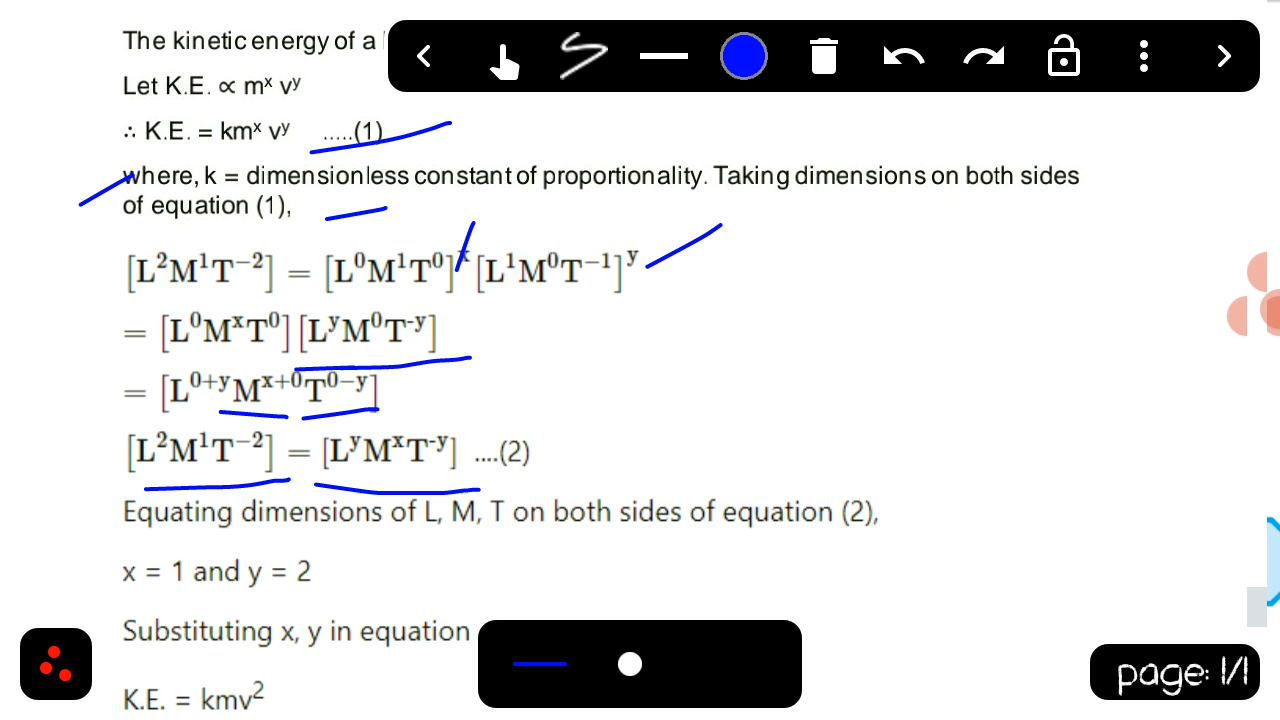 The kinetic energy of a
Let K.E. ∝ mˣ vʸ
∴ K.E. = kmˣ vʸ .....(1)
where, k = dimensionless constant of proportionality. Taking dimensions on both sides
of equation (1),
[L²M¹T⁻²] = [L⁰M¹T⁰]ˣ [L¹M⁰T⁻¹]ʸ
= [L⁰MˣT⁰] [LʸM⁰T⁻ʸ]
= [L⁰⁺ʸMˣ⁺⁰T⁰⁻ʸ]
[L²M¹T⁻²] = [LʸMˣT⁻ʸ] ....(2)
Equating dimensions of L, M, T on both sides of equation (2),
x = 1 and y = 2
Substituting x, y in equation
K.E. = kmv²
page: 1/1